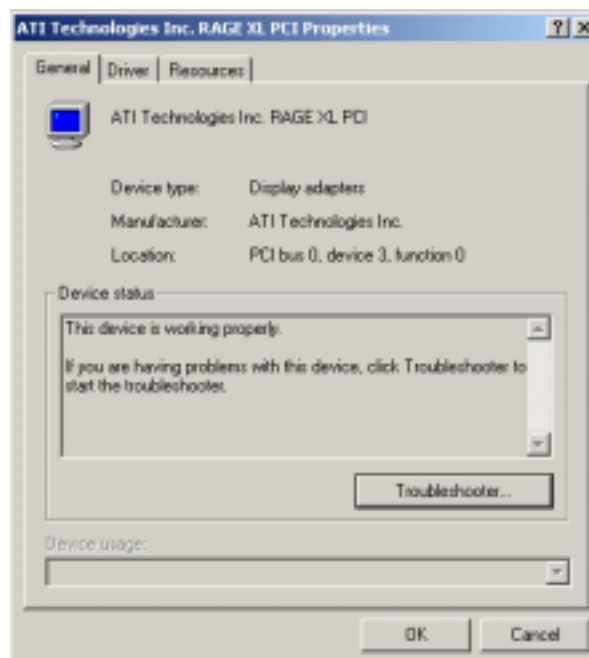 ATI Technologies Inc. RAGE XL PCI Properties
General Driver Resources
ATI Technologies Inc. RAGE XL PCI
Device type: Display adapters
Manufacturer: ATI Technologies Inc.
Location: PCI bus 0, device 3, function 0
Device status
This device is working properly.
If you are having problems with this device, click Troubleshooter to
start the troubleshooter.
Troubleshooter...
Device usage:
OK Cancel